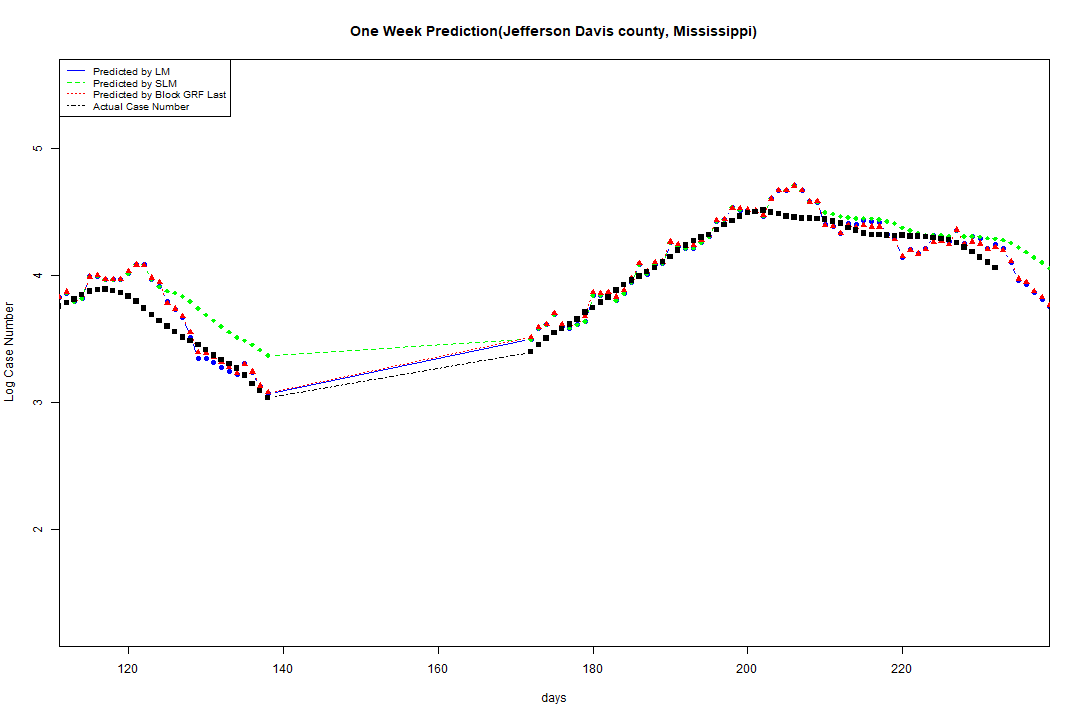 One Week Prediction(Jefferson Davis county, Mississippi)
Predicted by LM
Predicted by SLM
Predicted by Block GRF Last
Actual Case Number
5
4
3
2
Log Case Number
120 140 160 180 200 220
days